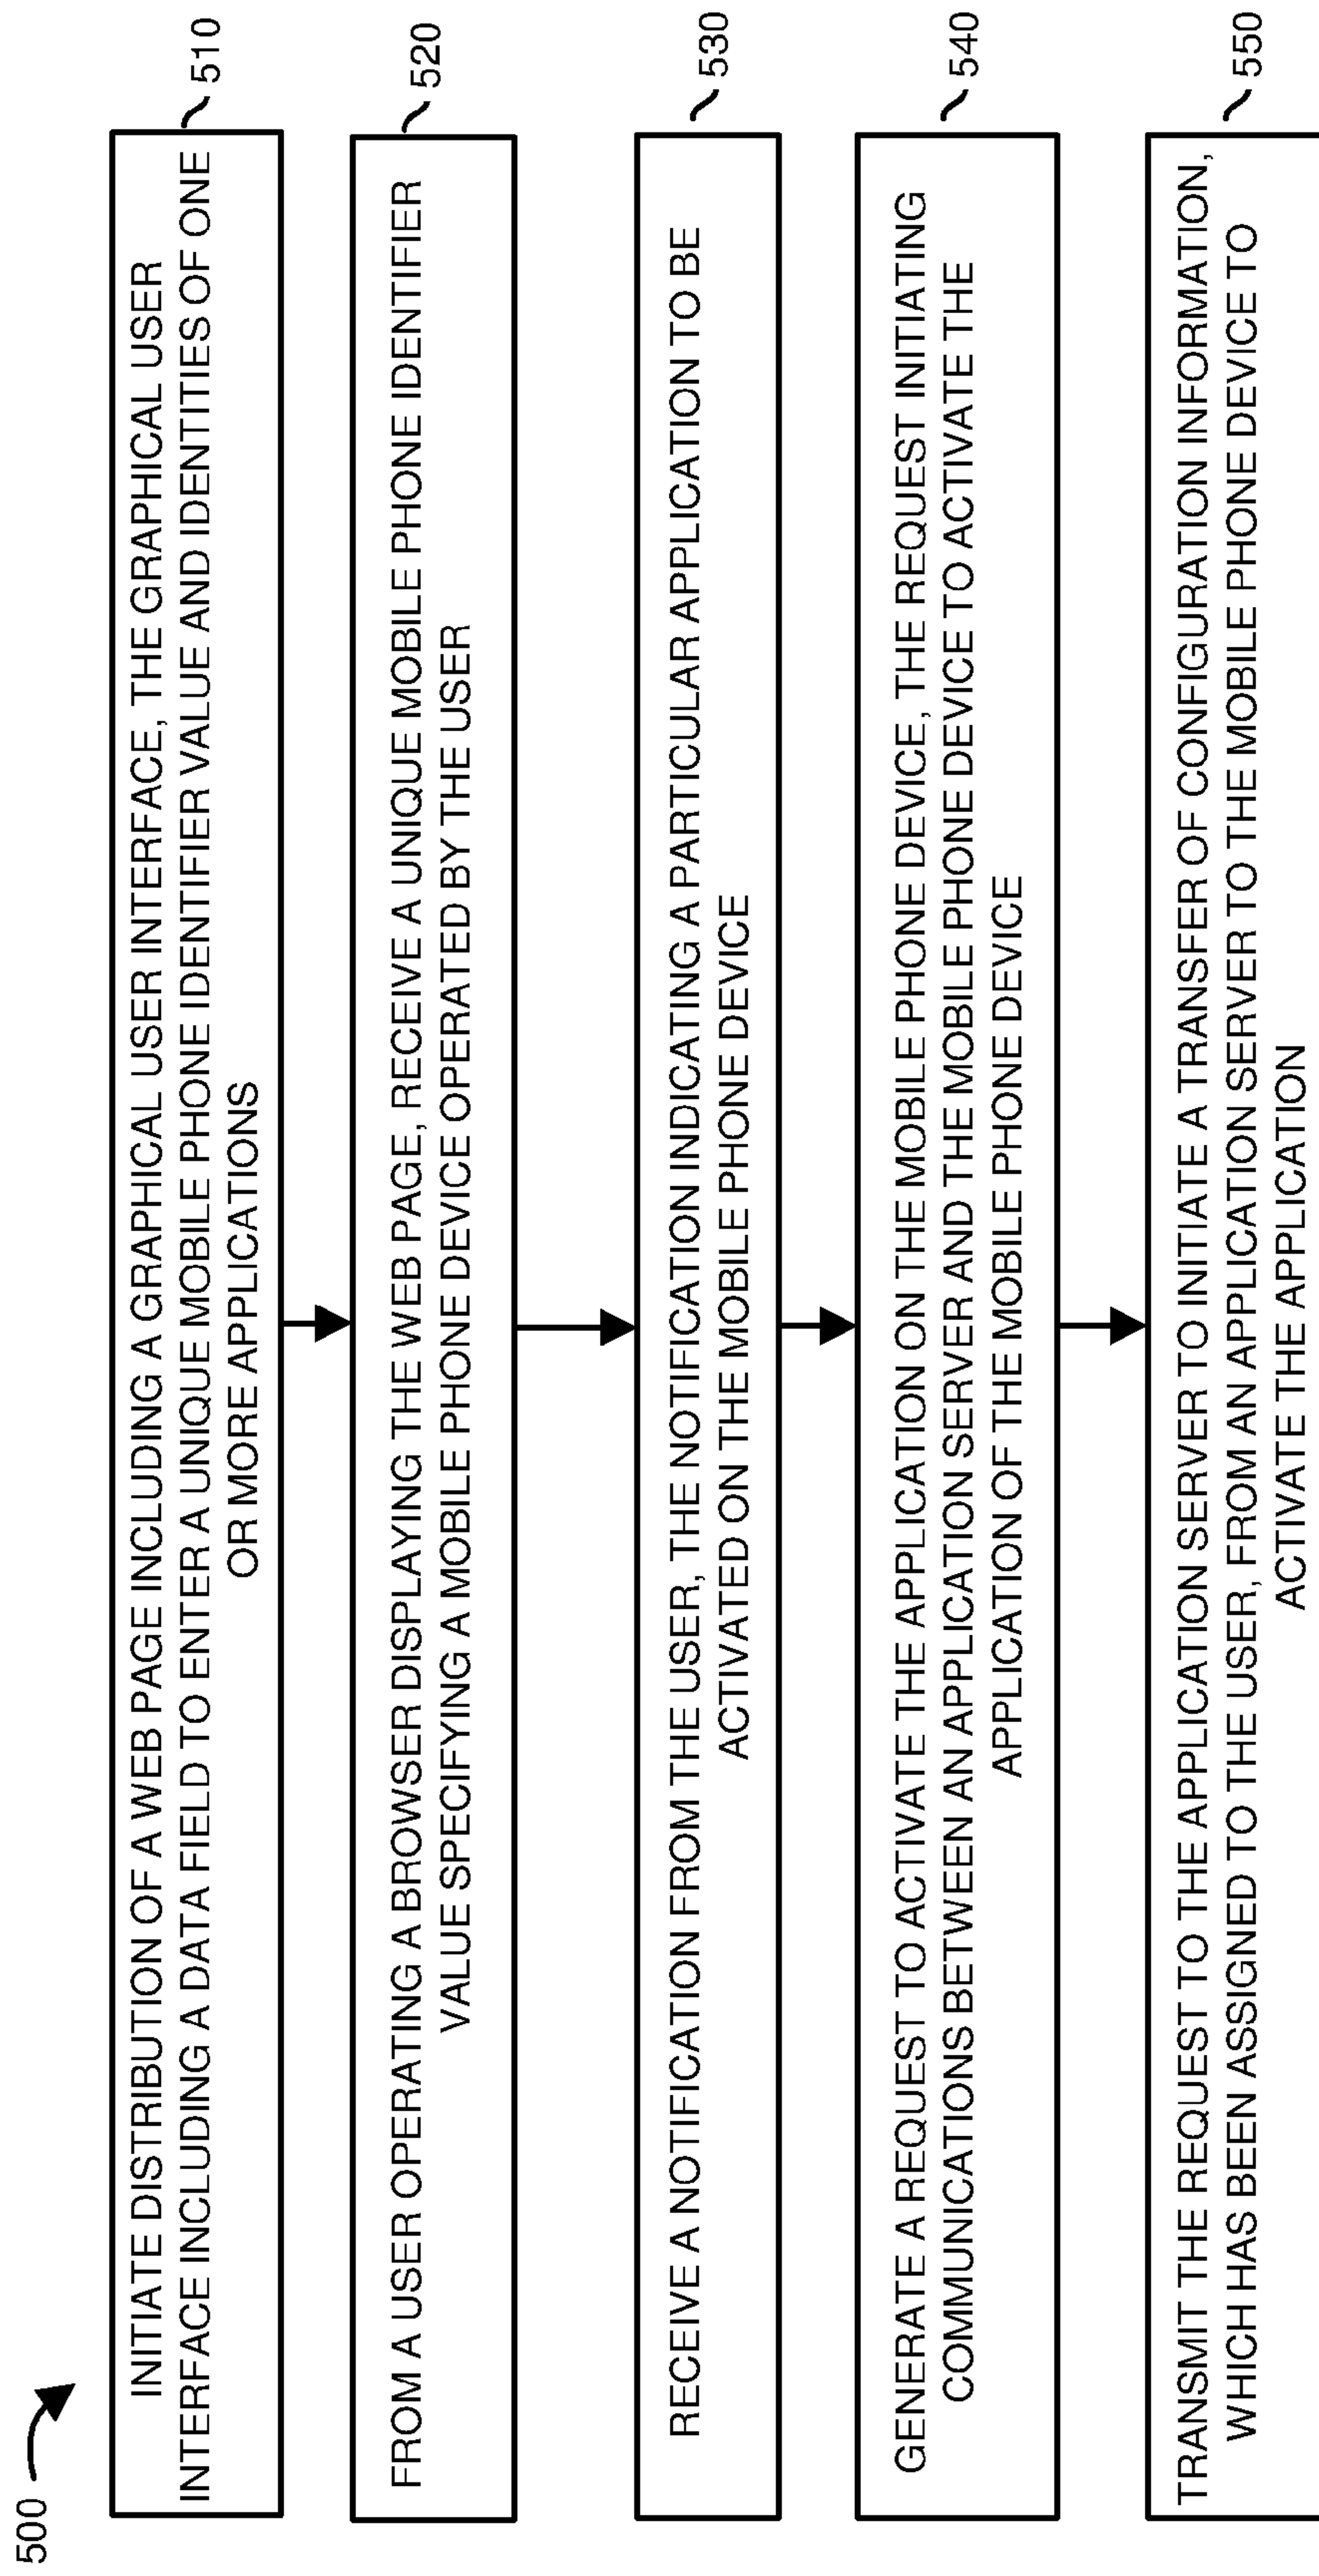 500
INITIATE DISTRIBUTION OF A WEB PAGE INCLUDING A GRAPHICAL USER INTERFACE, THE GRAPHICAL USER
INTERFACE INCLUDING A DATA FIELD TO ENTER A UNIQUE MOBILE PHONE IDENTIFIER VALUE AND IDENTITIES OF ONE
OR MORE APPLICATIONS
510
FROM A USER OPERATING A BROWSER DISPLAYING THE WEB PAGE, RECEIVE A UNIQUE MOBILE PHONE IDENTIFIER
VALUE SPECIFYING A MOBILE PHONE DEVICE OPERATED BY THE USER
520
RECEIVE A NOTIFICATION FROM THE USER, THE NOTIFICATION INDICATING A PARTICULAR APPLICATION TO BE
ACTIVATED ON THE MOBILE PHONE DEVICE
530
GENERATE A REQUEST TO ACTIVATE THE APPLICATION ON THE MOBILE PHONE DEVICE, THE REQUEST INITIATING
COMMUNICATIONS BETWEEN AN APPLICATION SERVER AND THE MOBILE PHONE DEVICE TO ACTIVATE THE
APPLICATION OF THE MOBILE PHONE DEVICE
540
TRANSMIT THE REQUEST TO THE APPLICATION SERVER TO INITIATE A TRANSFER OF CONFIGURATION INFORMATION,
WHICH HAS BEEN ASSIGNED TO THE USER, FROM AN APPLICATION SERVER TO THE MOBILE PHONE DEVICE TO
ACTIVATE THE APPLICATION
550